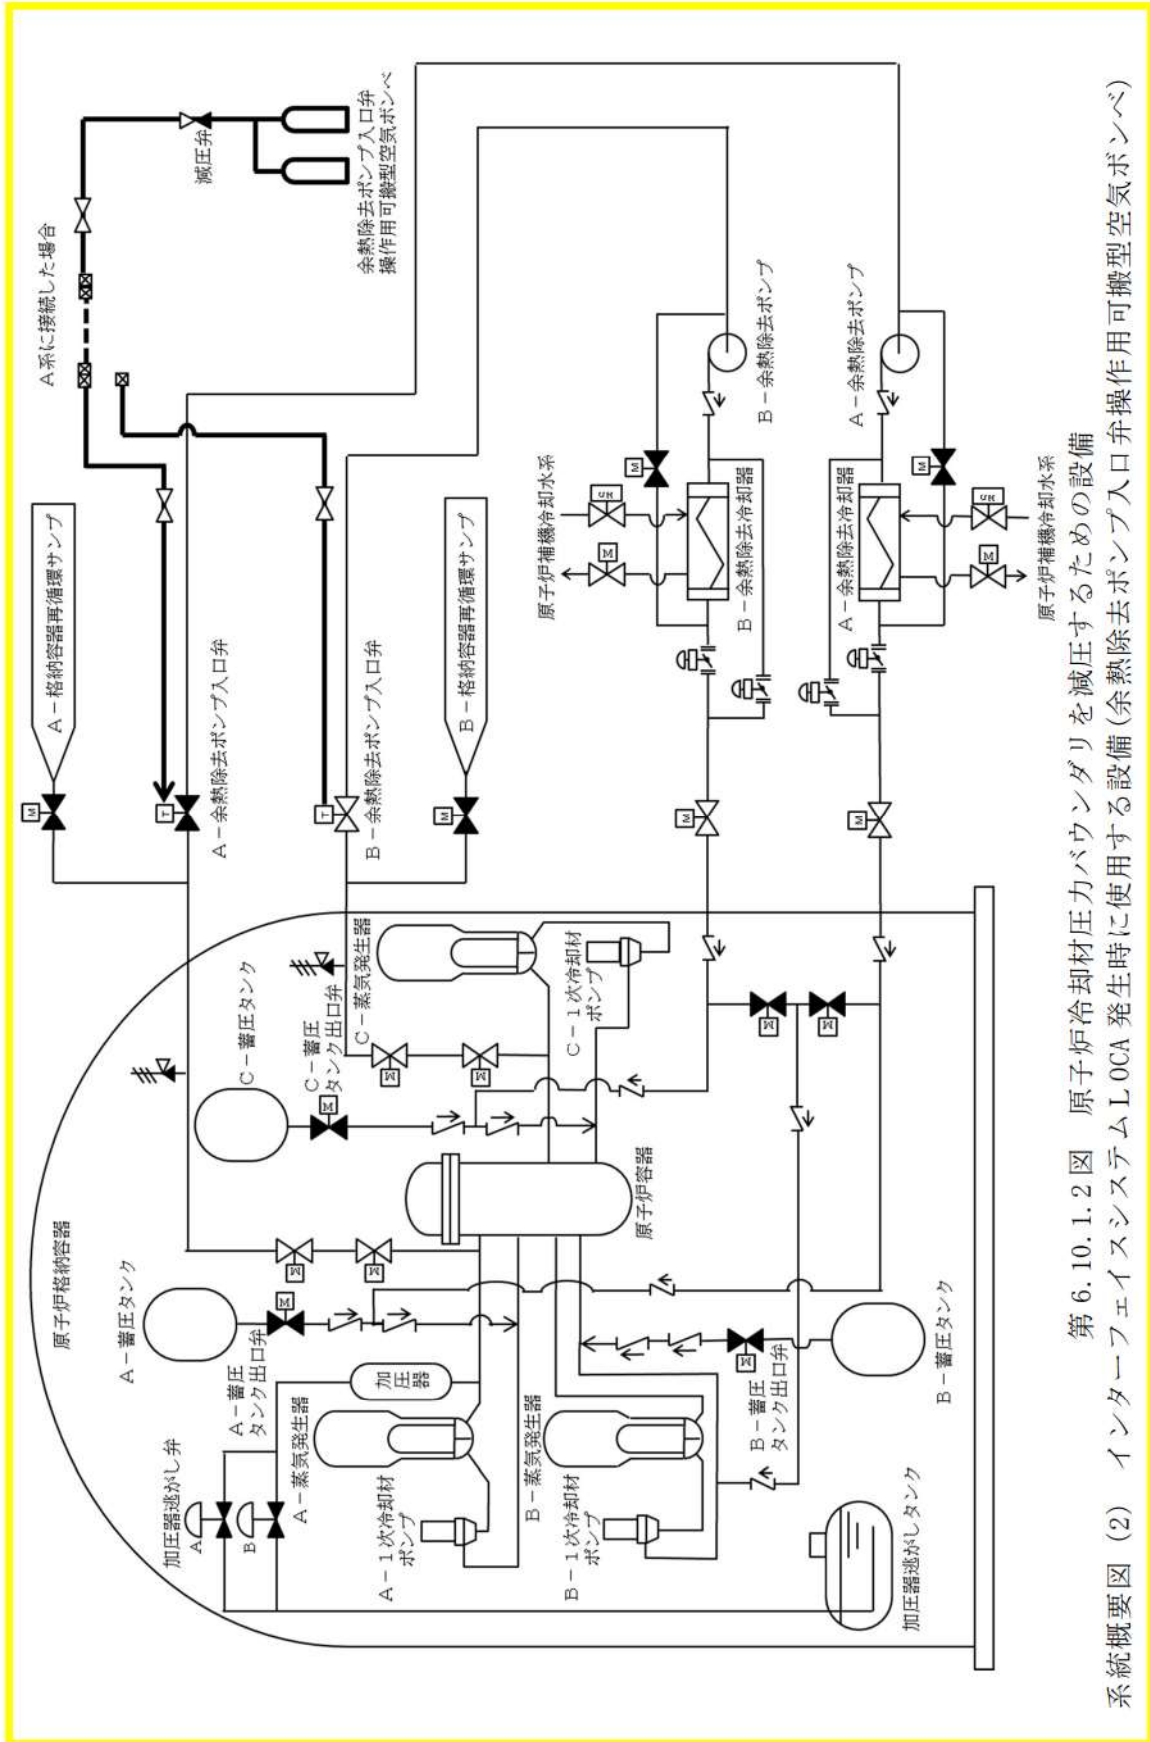 原子炉格納容器
加圧器逃がし弁
A
B
A－蓄圧タンク
A－蓄圧
タンク出口弁
M
加圧器
A－蒸気発生器
A－1次冷却材
ポンプ
B－蒸気発生器
B－1次冷却材
ポンプ
加圧器逃がしタンク
B－蓄圧
タンク出口弁
M
B－蓄圧タンク
M
M
原子炉容器
C－蓄圧タンク
C－蓄圧
タンク出口弁
M
M
M
C－蒸気発生器
C－1次冷却材
ポンプ
M
M
M
A－格納容器再循環サンプ
T
A－余熱除去ポンプ入口弁
T
B－余熱除去ポンプ入口弁
M
B－格納容器再循環サンプ
M
M
A系に接続した場合
減圧弁
余熱除去ポンプ入口弁
操作用可搬型空気ボンベ
原子炉補機冷却水系
M
M
B－余熱除去冷却器
B－余熱除去ポンプ
A－余熱除去冷却器
A－余熱除去ポンプ
M
M
原子炉補機冷却水系
第6.10.1.2図　原子炉冷却材圧力バウンダリを減圧するための設備
系統概要図 (2)　インターフェイスシステムLOCA発生時に使用する設備(余熱除去ポンプ入口弁操作用可搬型空気ボンベ)